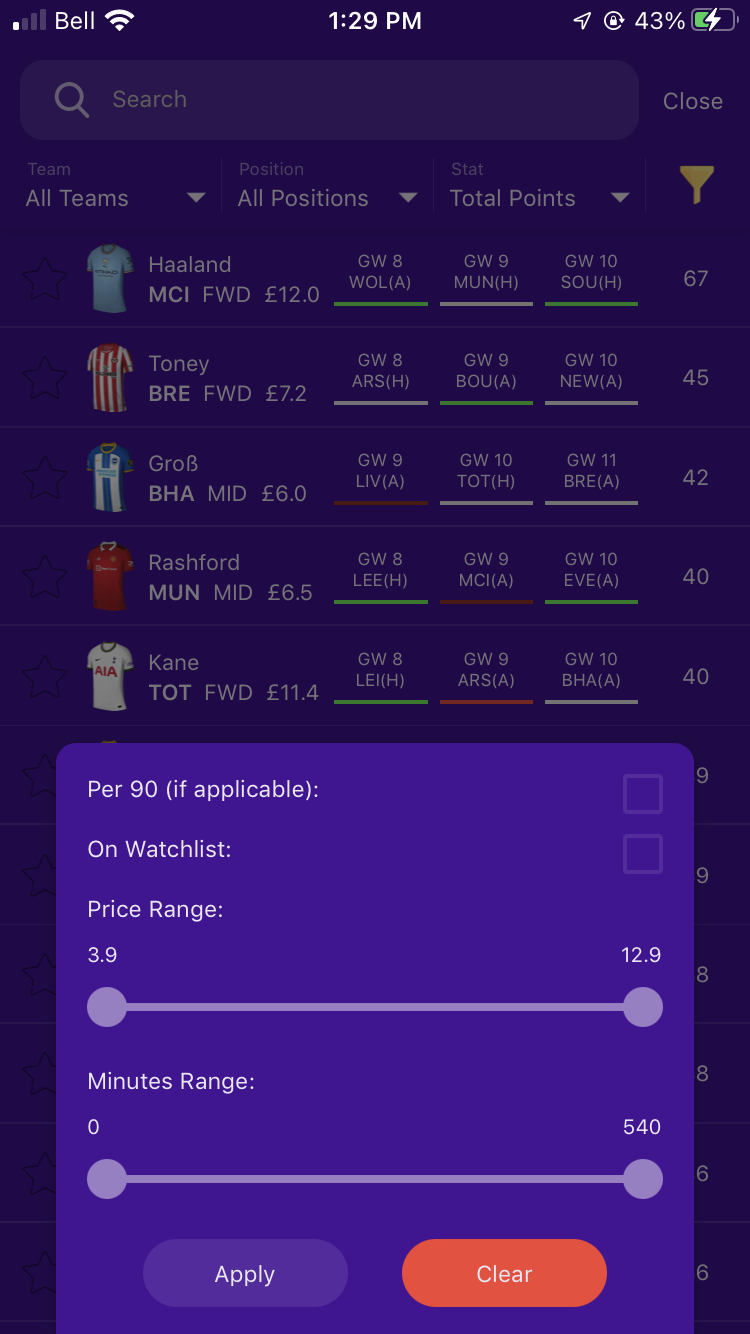 Bell 1:29 PM 43%
Search Close
Team Position Stat
All Teams All Positions Total Points
Haaland GW 8 GW 9 GW 10 67
MCI FWD £12.0 WOL(A) MUN(H) SOU(H)
Toney GW 8 GW 9 GW 10 45
BRE FWD £7.2 ARS(H) BOU(A) NEW(A)
Groß GW 9 GW 10 GW 11 42
BHA MID £6.0 LIV(A) TOT(H) BRE(A)
Rashford GW 8 GW 9 GW 10 40
MUN MID £6.5 LEE(H) MCI(A) EVE(A)
AIA Kane GW 8 GW 9 GW 10 40
TOT FWD £11.4 LEI(H) ARS(A) BHA(A)
Per 90 (if applicable): 9
On Watchlist: 9
Price Range:
3.9 12.9
8
Minutes Range: 8
0 540
6
Apply Clear 6